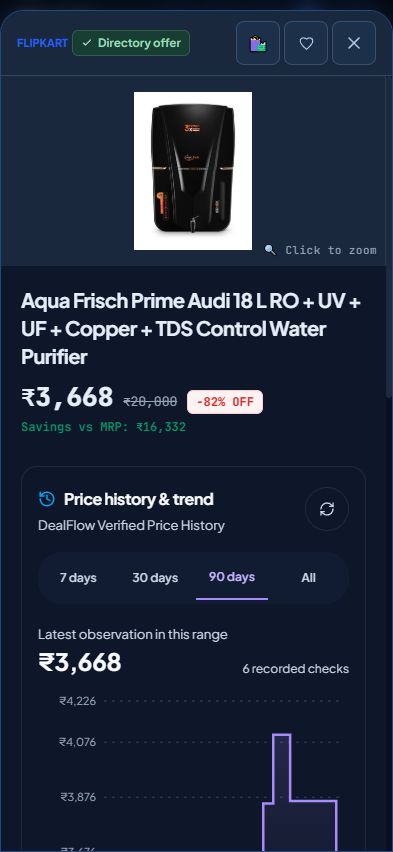 FLIPKART
Directory offer
Click to zoom
Aqua Frisch Prime Audi 18 L RO + UV +
UF + Copper + TDS Control Water
Purifier
₹3,668 ₹20,000 -82% OFF
Savings vs MRP: ₹16,332
Price history & trend
DealFlow Verified Price History
7 days 30 days 90 days All
Latest observation in this range
₹3,668 6 recorded checks
₹4,226
₹4,076
₹3,876